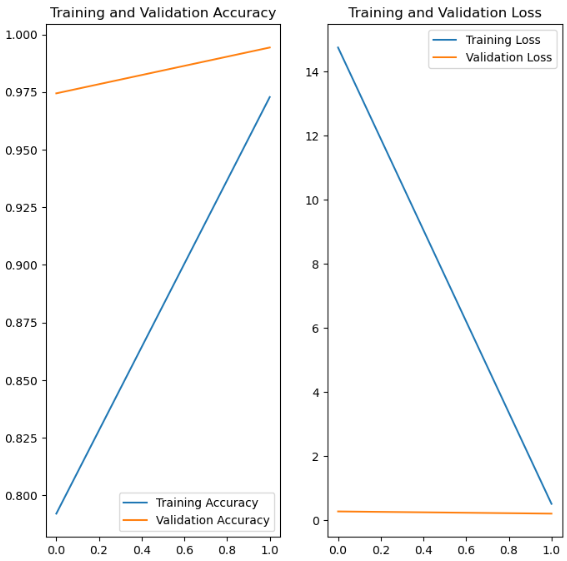 Training and Validation Accuracy
1.000
0.975
0.950
0.925
0.900
0.875
0.850
0.825
0.800
Training Accuracy
Validation Accuracy
0.0 0.2 0.4 0.6 0.8 1.0
Training and Validation Loss
Training Loss
Validation Loss
14
12
10
8
6
4
2
0
0.0 0.2 0.4 0.6 0.8 1.0